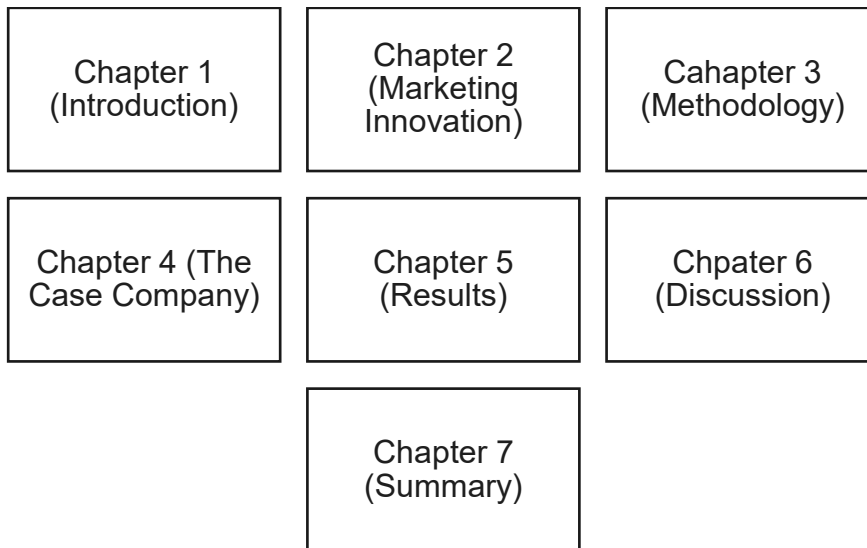 Chapter 1
(Introduction)
Chapter 2
(Marketing
Innovation)
Cahapter 3
(Methodology)
Chapter 4 (The
Case Company)
Chapter 5
(Results)
Chpater 6
(Discussion)
Chapter 7
(Summary)